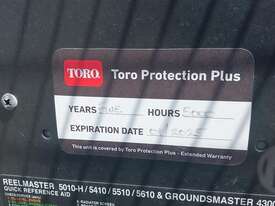 TORO Toro Protection Plus
YEARS HOURS
EXPIRATION DATE
This unit is covered by Toro Protection Plus - Extended Warranty
REELMASTER 5010-H / 5410 / 5510 / 5610 & GROUNDSMASTER 4300
QUICK REFERENCE AID